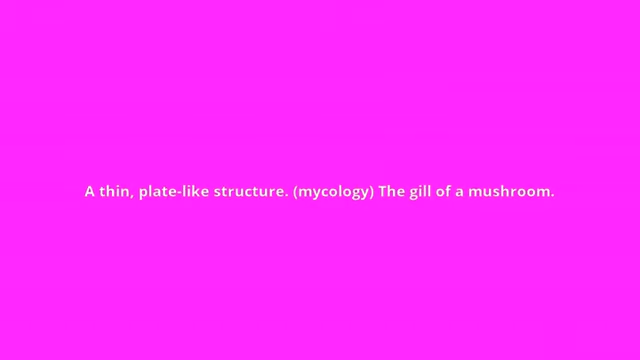 A thin, plate-like structure. (mycology) The gill of a mushroom.